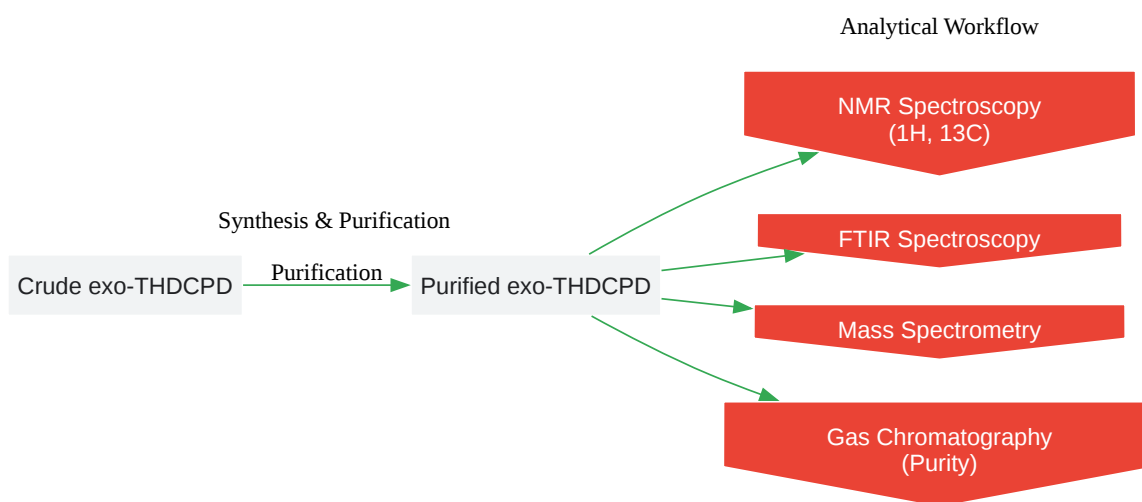 Analytical Workflow
NMR Spectroscopy
(1H, 13C)
Synthesis & Purification
FTIR Spectroscopy
Crude exo-THDCPD
Purification
Purified exo-THDCPD
Mass Spectrometry
Gas Chromatography
(Purity)